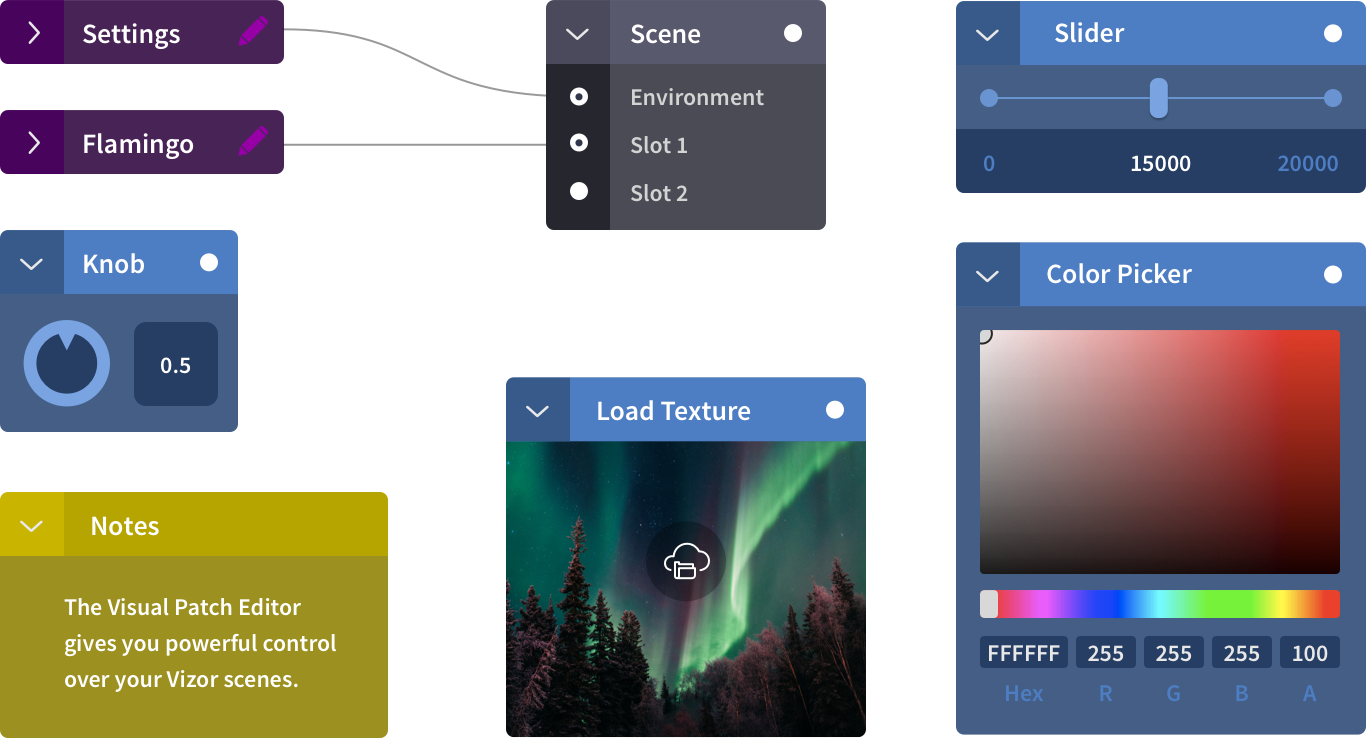 Settings
Flamingo
Scene
Environment
Slot 1
Slot 2
Slider
0 15000 20000
Knob
0.5
Color Picker
FFFFFF 255 255 255 100
Hex R G B A
Load Texture
Notes
The Visual Patch Editor
gives you powerful control
over your Vizor scenes.